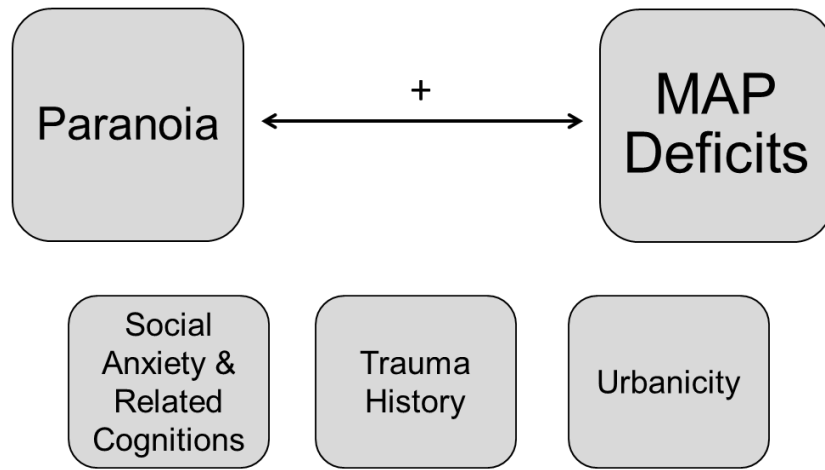 Paranoia
+
MAP
Deficits
Social
Anxiety &
Related
Cognitions
Trauma
History
Urbanicity